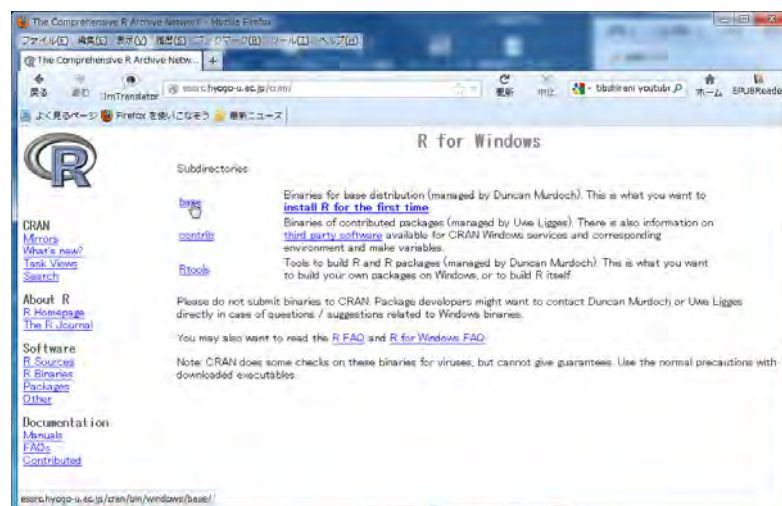 The Comprehensive R Archive Network - Mozilla Firefox
ファイル(E) 編集(E) 表示(V) 履歴(S) ブックマーク(B) ツール(T) ヘルプ(H)
The Comprehensive R Archive Netw... +
戻る 進む ImTranslator essrc.hyogo-u.ac.jp/cran/ 更新 中止 ホーム EPUBReader
よく見るページ Firefox を使いこなそう 最新ニュース
R for Windows
Subdirectories:
base
Binaries for base distribution (managed by Duncan Murdoch). This is what you want to
install R for the first time.
contrib
Binaries of contributed packages (managed by Uwe Ligges). There is also information on
third party software available for CRAN Windows services and corresponding
environment and make variables.
Rtools
Tools to build R and R packages (managed by Duncan Murdoch). This is what you want
to build your own packages on Windows, or to build R itself.
Please do not submit binaries to CRAN. Package developers might want to contact Duncan Murdoch or Uwe Ligges
directly in case of questions / suggestions related to Windows binaries.
You may also want to read the R FAQ and R for Windows FAQ.
Note: CRAN does some checks on these binaries for viruses, but cannot give guarantees. Use the normal precautions with
downloaded executables.
R
CRAN
Mirrors
What's new?
Task Views
Search
About R
R Homepage
The R Journal
Software
R Sources
R Binaries
Packages
Other
Documentation
Manuals
FAQs
Contributed
essrc.hyogo-u.ac.jp/cran/bin/windows/base/